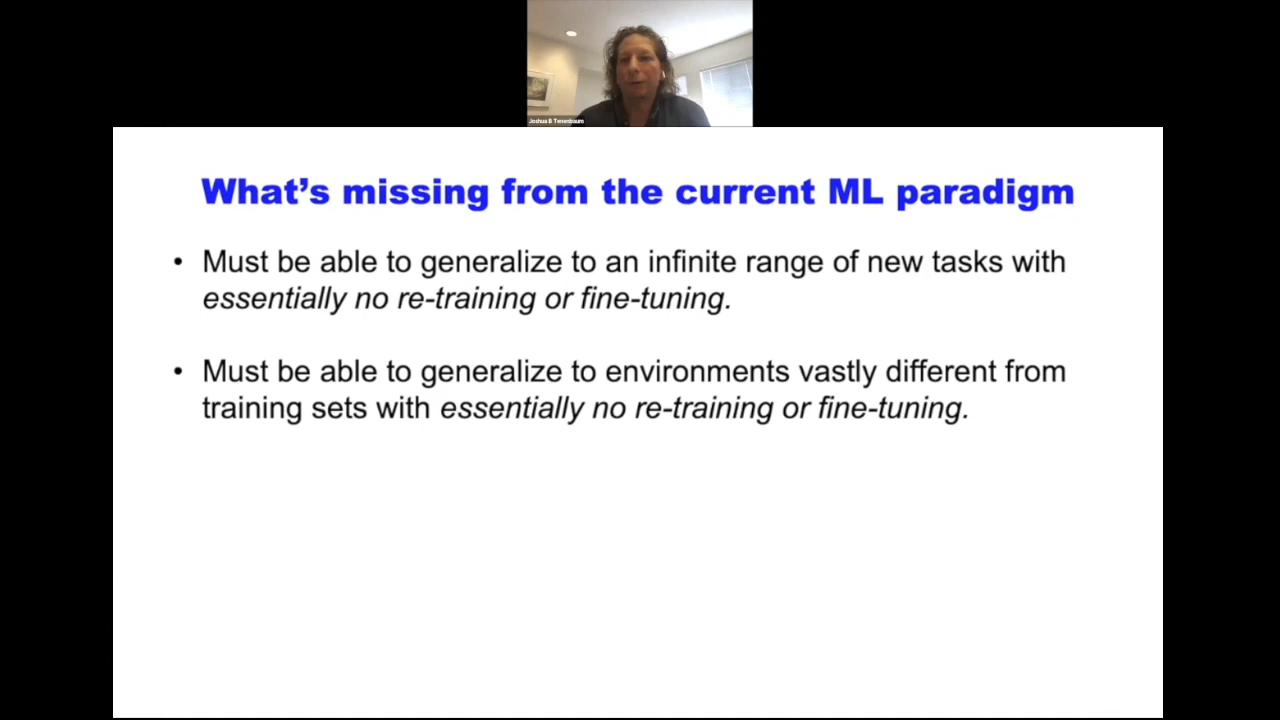 Joshua B Tenenbaum
What's missing from the current ML paradigm
• Must be able to generalize to an infinite range of new tasks with
essentially no re-training or fine-tuning.
• Must be able to generalize to environments vastly different from
training sets with essentially no re-training or fine-tuning.